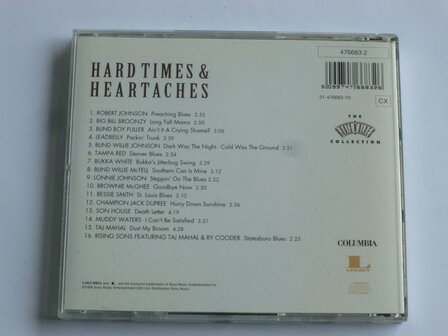 476683 2
HARD TIMES &
HEARTACHES
01-476683-10
CX
THE
COLLECTION
1 ROBERT JOHNSON Preaching Blues 2.53
2 BIG BILL BROONZY Long Tall Mama 2.50
3 BLIND BOY FULLER Ain't It A Crying Shame? 3.06
4 LEADBELLY Packin' Trunk 2.59
5 BLIND WILLIE JOHNSON Dark Was The Night - Cold Was The Ground 3.21
6 TAMPA RED Denver Blues 2.54
7 BUKKA WHITE Bukka's Jitterbug Swing 2.39
8 BLIND WILLIE McTELL Southern Can Is Mine 3.12
9 LONNIE JOHNSON Steppin' On The Blues 2.52
10 BROWNIE McGHEE Goodbye Now 2.50
11 BESSIE SMITH St. Louis Blues 3.10
12 CHAMPION JACK DUPREE Hurry Down Sunshine 2.46
13 SON HOUSE Death Letter 4.19
14 MUDDY WATERS I Can't Be Satisfied 3.31
15 TAJ MAHAL Dust My Broom 2.48
16 RISING SONS FEATURING TAJ MAHAL & RY COODER Statesboro Blues 2.23
COLUMBIA
LEGACY